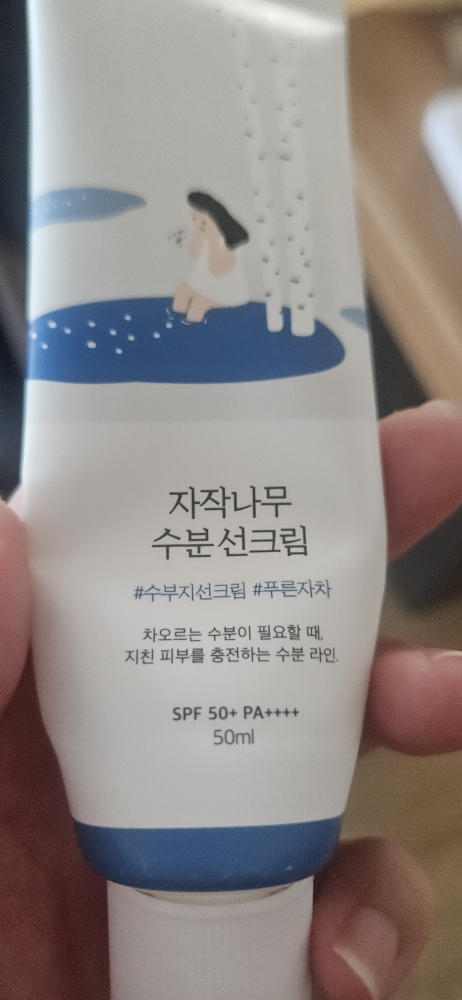 자작나무
수분 선크림
#수부지선크림 #푸른자차
차오르는 수분이 필요할 때,
지친 피부를 충전하는 수분 라인.
SPF 50+ PA++++
50ml